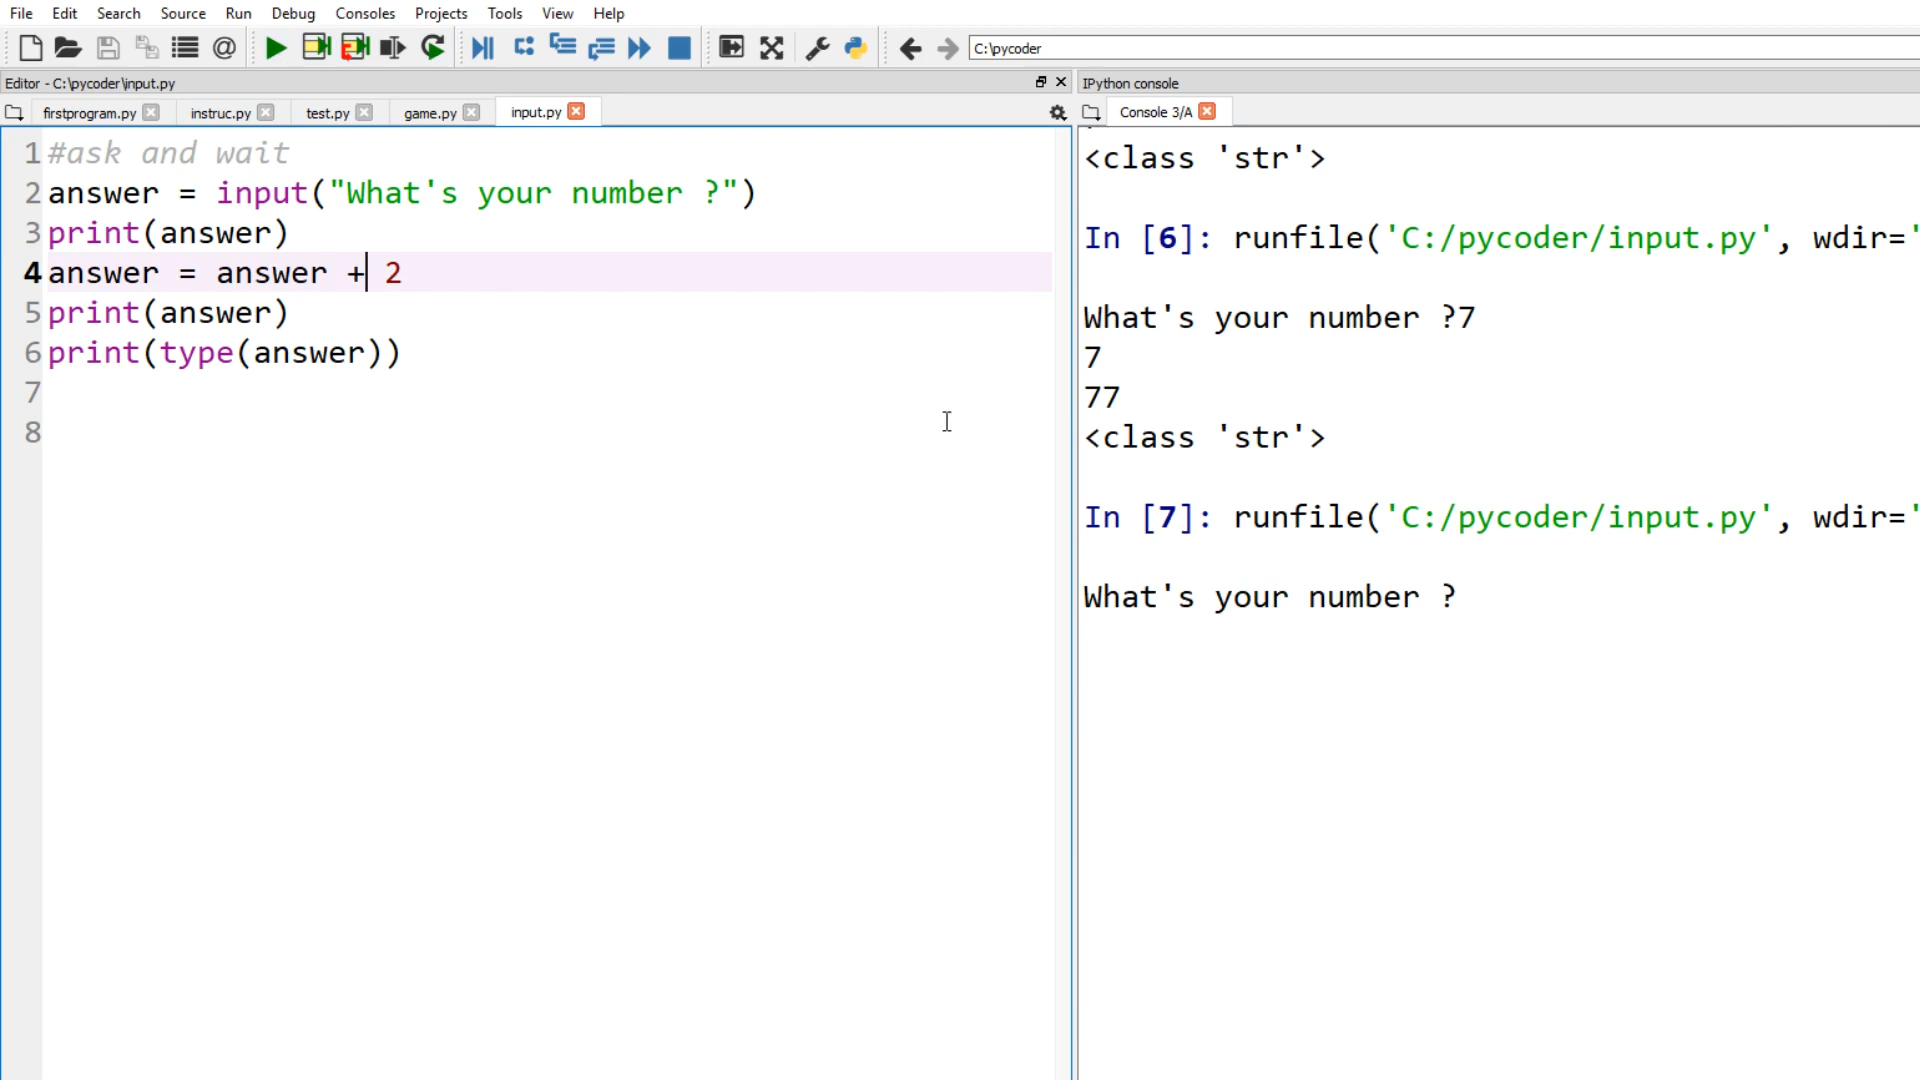 File Edit Search Source Run Debug Consoles Projects Tools View Help
C:\pycoder
Editor - C:\pycoder\input.py
firstprogram.py instruc.py test.py game.py input.py
1 #ask and wait
2 answer = input("What's your number ?")
3 print(answer)
4 answer = answer + 2
5 print(answer)
6 print(type(answer))
7
8
IPython console
Console 3/A
<class 'str'>
In [6]: runfile('C:/pycoder/input.py', wdir='
What's your number ?7
7
77
<class 'str'>
In [7]: runfile('C:/pycoder/input.py', wdir='
What's your number ?